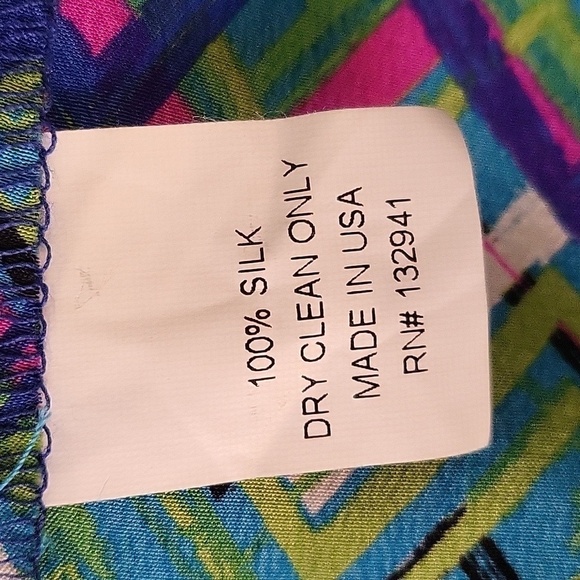 100% SILK
DRY CLEAN ONLY
MADE IN USA
RN# 132941